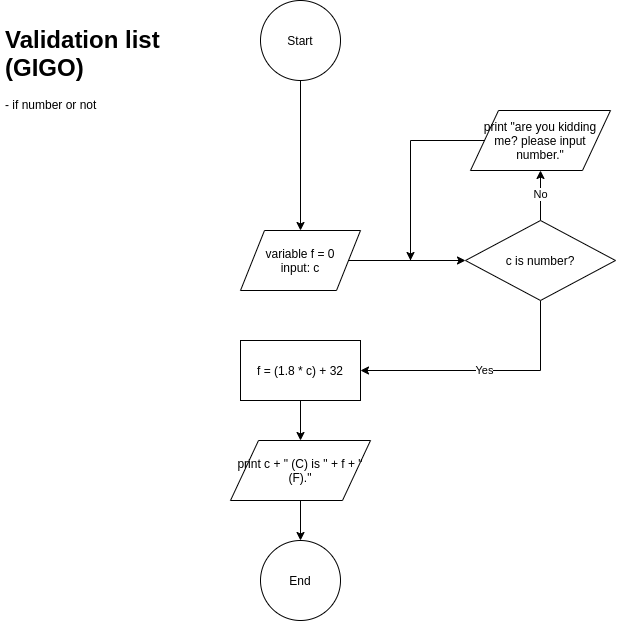 Validation list
(GIGO)
- if number or not
Start
print "are you kidding
me? please input
number."
No
variable f = 0
input: c
c is number?
f = (1.8 * c) + 32
Yes
print c + " (C) is " + f + "
(F)."
End